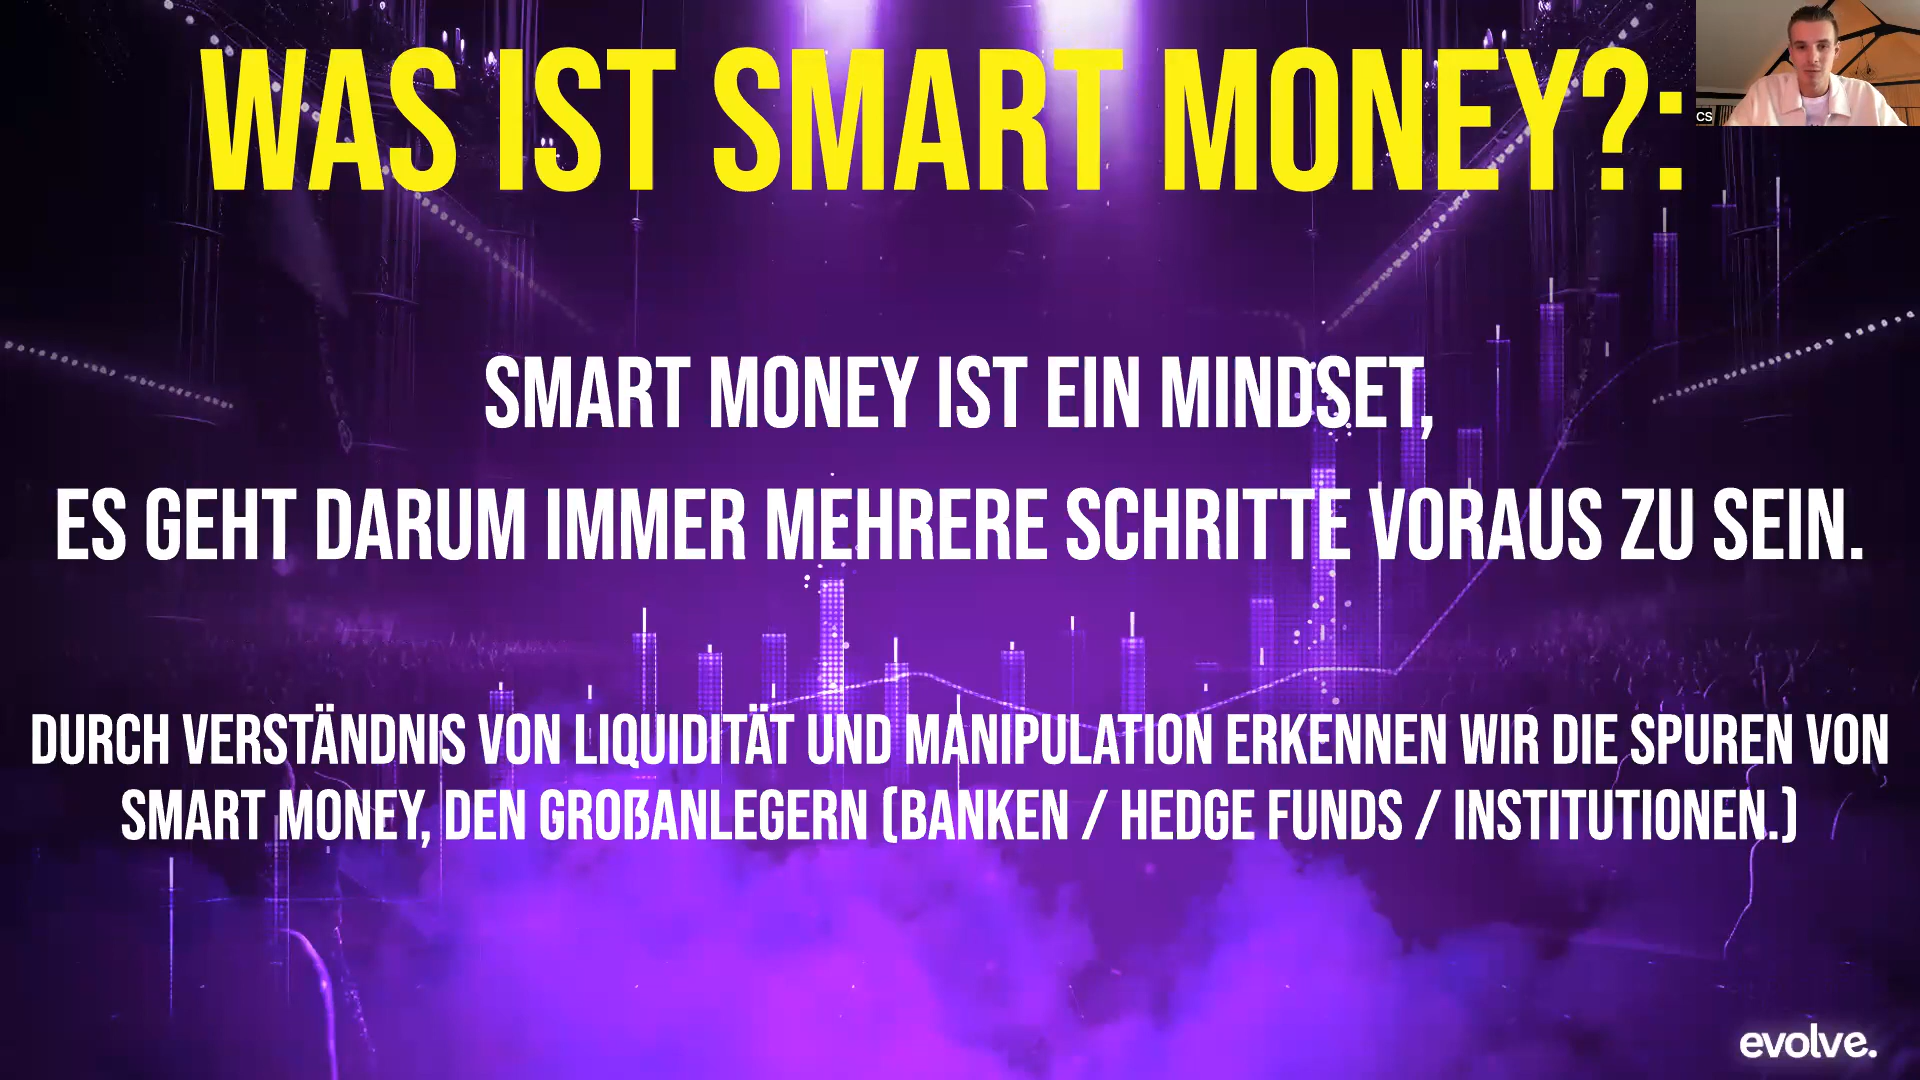 WAS IST SMART MONEY?:
CS
SMART MONEY IST EIN MINDSET,
ES GEHT DARUM IMMER MEHRERE SCHRITTE VORAUS ZU SEIN.
DURCH VERSTÄNDNIS VON LIQUIDITÄT UND MANIPULATION ERKENNEN WIR DIE SPUREN VON
SMART MONEY, DEN GROßANLEGERN (BANKEN / HEDGE FUNDS / INSTITUTIONEN.)
evolve.